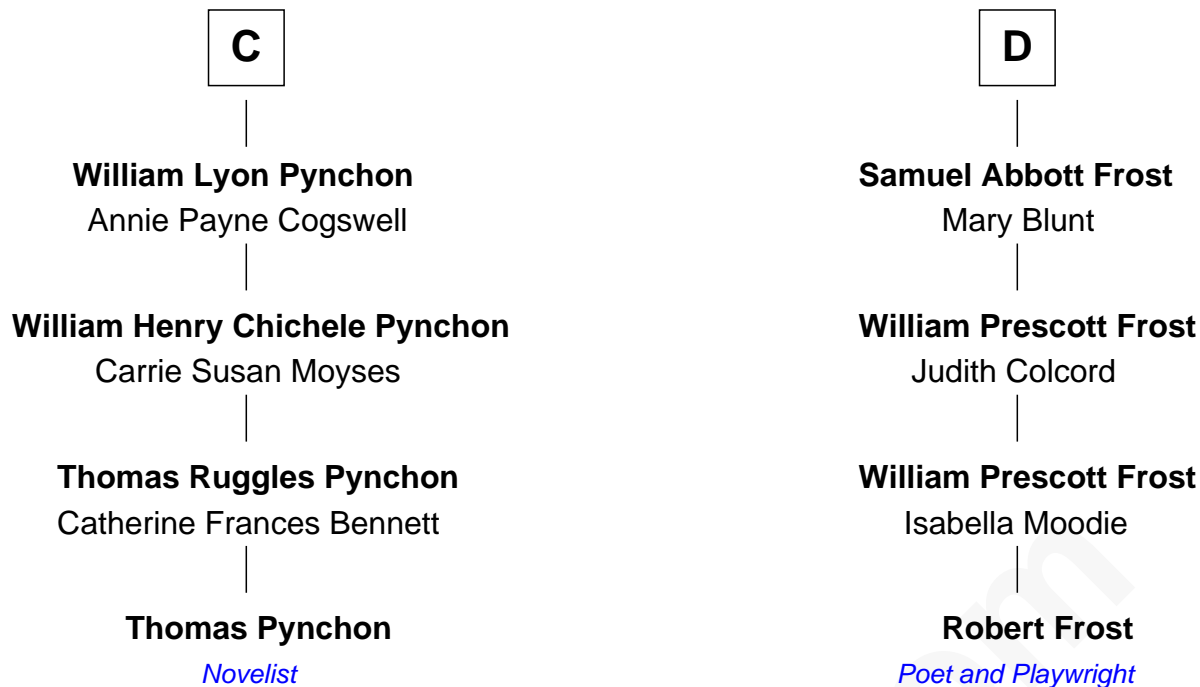 C
William Lyon Pynchon
Annie Payne Cogswell
William Henry Chichele Pynchon
Carrie Susan Moyses
Thomas Ruggles Pynchon
Catherine Frances Bennett
Thomas Pynchon
Novelist
D
Samuel Abbott Frost
Mary Blunt
William Prescott Frost
Judith Colcord
William Prescott Frost
Isabella Moodie
Robert Frost
Poet and Playwright